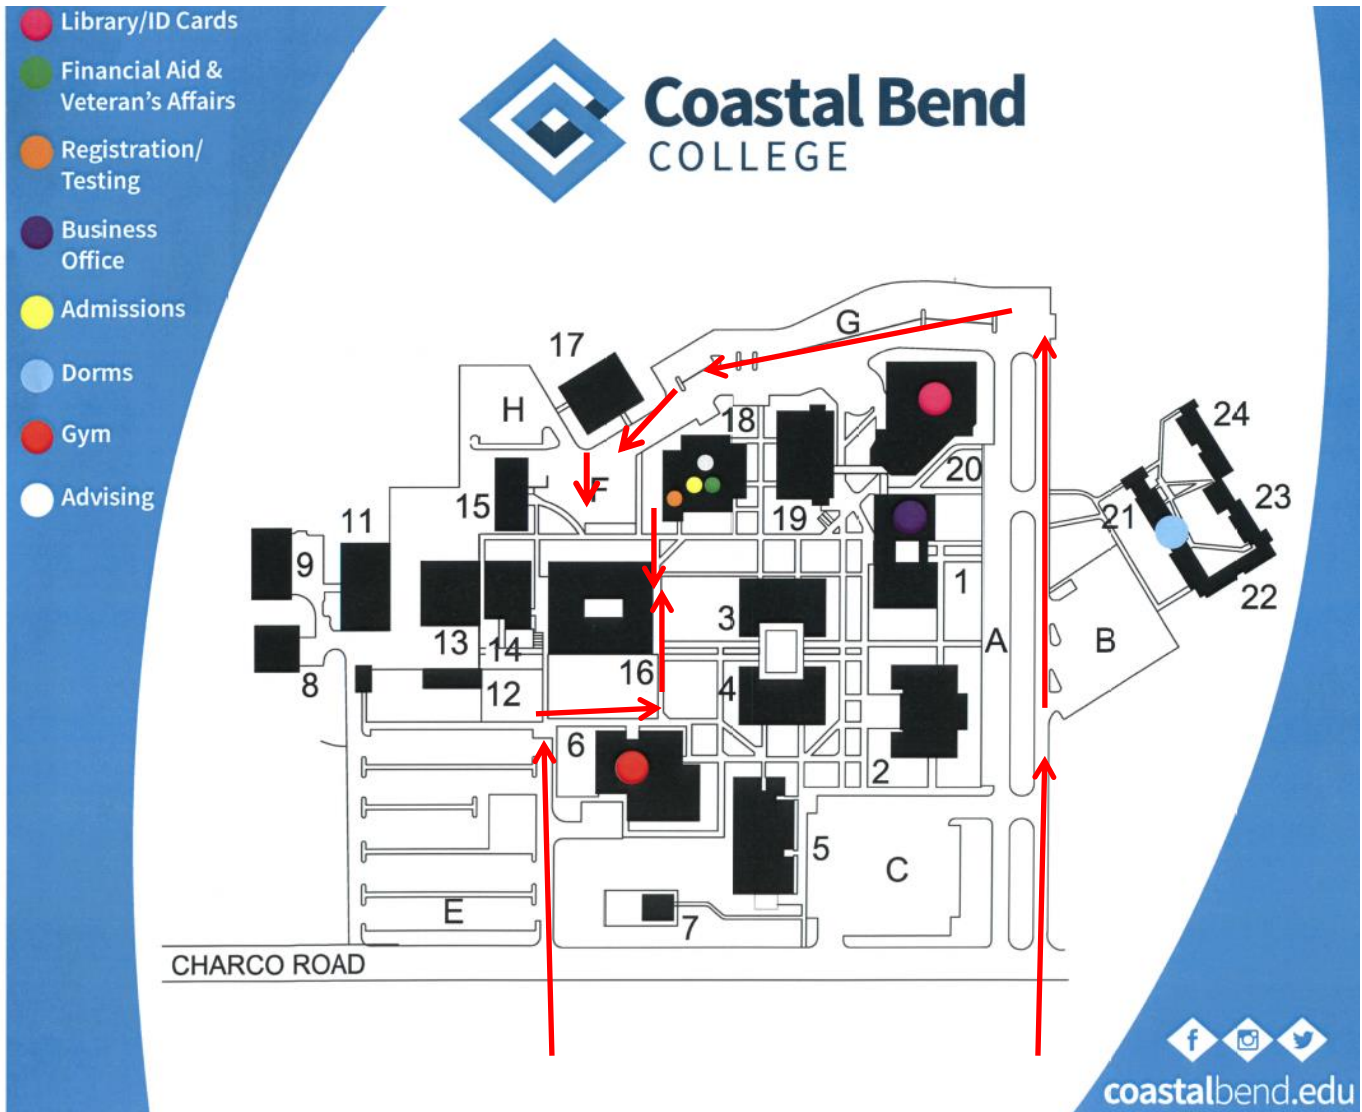 Library/ID Cards
Financial Aid &
Veteran's Affairs
Registration/
Testing
Business
Office
Admissions
Dorms
Gym
Advising
Coastal Bend
COLLEGE
G
17
H
18
24
F
20
15
19
21
23
11
9
1
22
3
A
B
13
14
16
8
12
4
6
2
5
C
E
7
CHARCO ROAD
f
coastalbend.edu